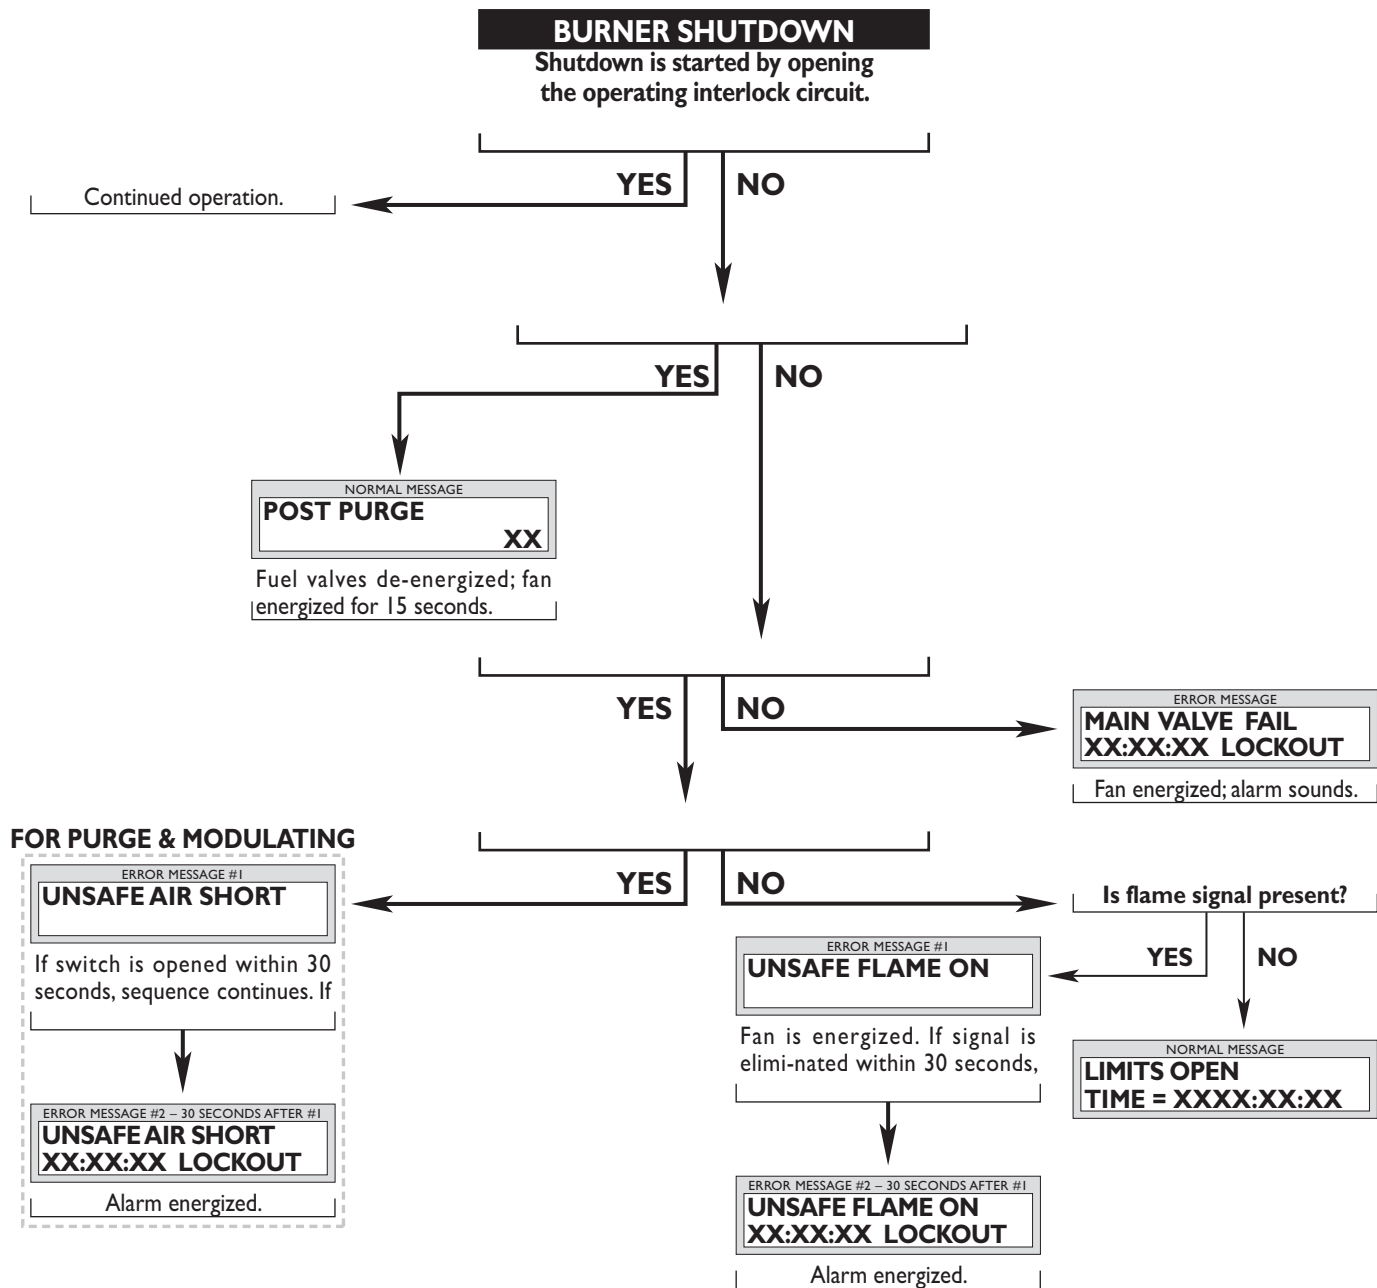 BURNER SHUTDOWN
Shutdown is started by opening
the operating interlock circuit.
YES
NO
Continued operation.
YES
NO
NORMAL MESSAGE
POST PURGE
XX
Fuel valves de-energized; fan
energized for 15 seconds.
YES
NO
ERROR MESSAGE
MAIN VALVE FAIL
XX:XX:XX LOCKOUT
Fan energized; alarm sounds.
FOR PURGE & MODULATING
ERROR MESSAGE #1
UNSAFE AIR SHORT
If switch is opened within 30
seconds, sequence continues. If
ERROR MESSAGE #2 – 30 SECONDS AFTER #1
UNSAFE AIR SHORT
XX:XX:XX LOCKOUT
Alarm energized.
YES
NO
Is flame signal present?
YES
NO
ERROR MESSAGE #1
UNSAFE FLAME ON
Fan is energized. If signal is
elimi-nated within 30 seconds,
NORMAL MESSAGE
LIMITS OPEN
TIME = XXXX:XX:XX
ERROR MESSAGE #2 – 30 SECONDS AFTER #1
UNSAFE FLAME ON
XX:XX:XX LOCKOUT
Alarm energized.